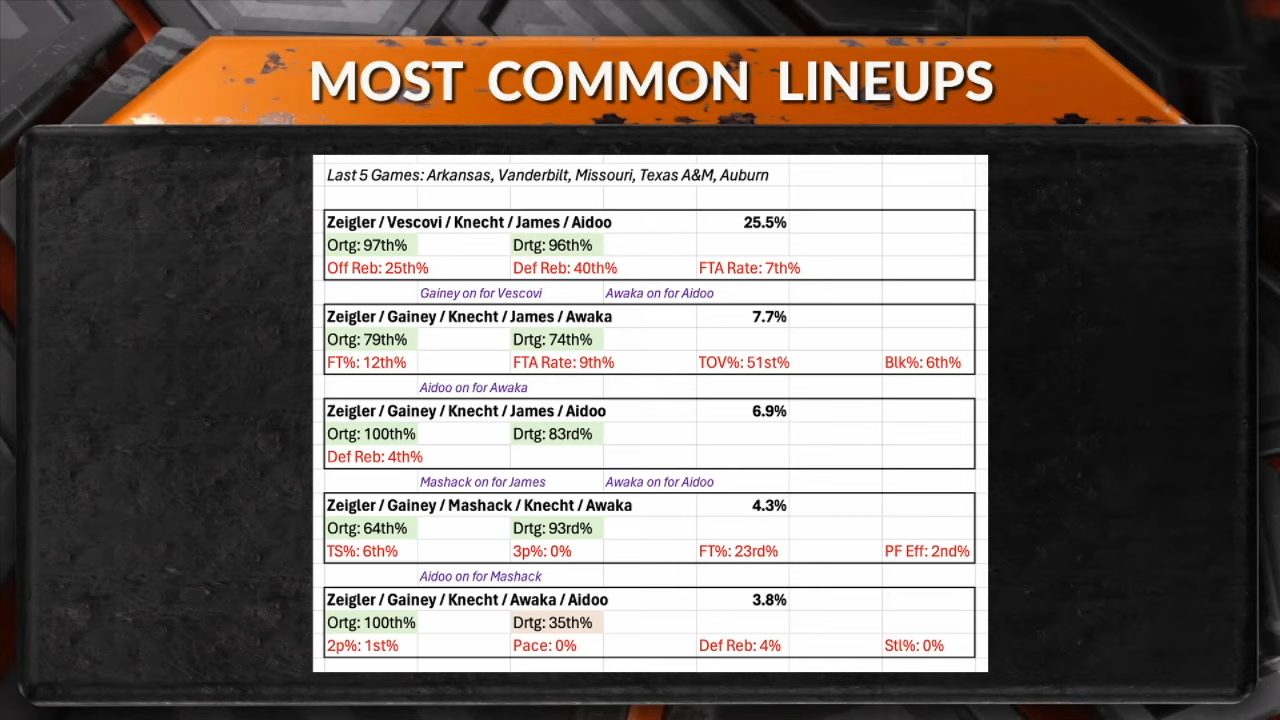 MOST COMMON LINEUPS
Last 5 Games: Arkansas, Vanderbilt, Missouri, Texas A&M, Auburn
Zeigler / Vescovi / Knecht / James / Aidoo 25.5%
Ortg: 97th% Drtg: 96th%
Off Reb: 25th% Def Reb: 40th% FTA Rate: 7th%
Gainey on for Vescovi Awaka on for Aidoo
Zeigler / Gainey / Knecht / James / Awaka 7.7%
Ortg: 79th% Drtg: 74th%
FT%: 12th% FTA Rate: 9th% TOV%: 51st% Blk%: 6th%
Aidoo on for Awaka
Zeigler / Gainey / Knecht / James / Aidoo 6.9%
Ortg: 100th% Drtg: 83rd%
Def Reb: 4th%
Mashack on for James Awaka on for Aidoo
Zeigler / Gainey / Mashack / Knecht / Awaka 4.3%
Ortg: 64th% Drtg: 93rd%
TS%: 6th% 3p%: 0% FT%: 23rd% PF Eff: 2nd%
Aidoo on for Mashack
Zeigler / Gainey / Knecht / Awaka / Aidoo 3.8%
Ortg: 100th% Drtg: 35th%
2p%: 1st% Pace: 0% Def Reb: 4% Stl%: 0%